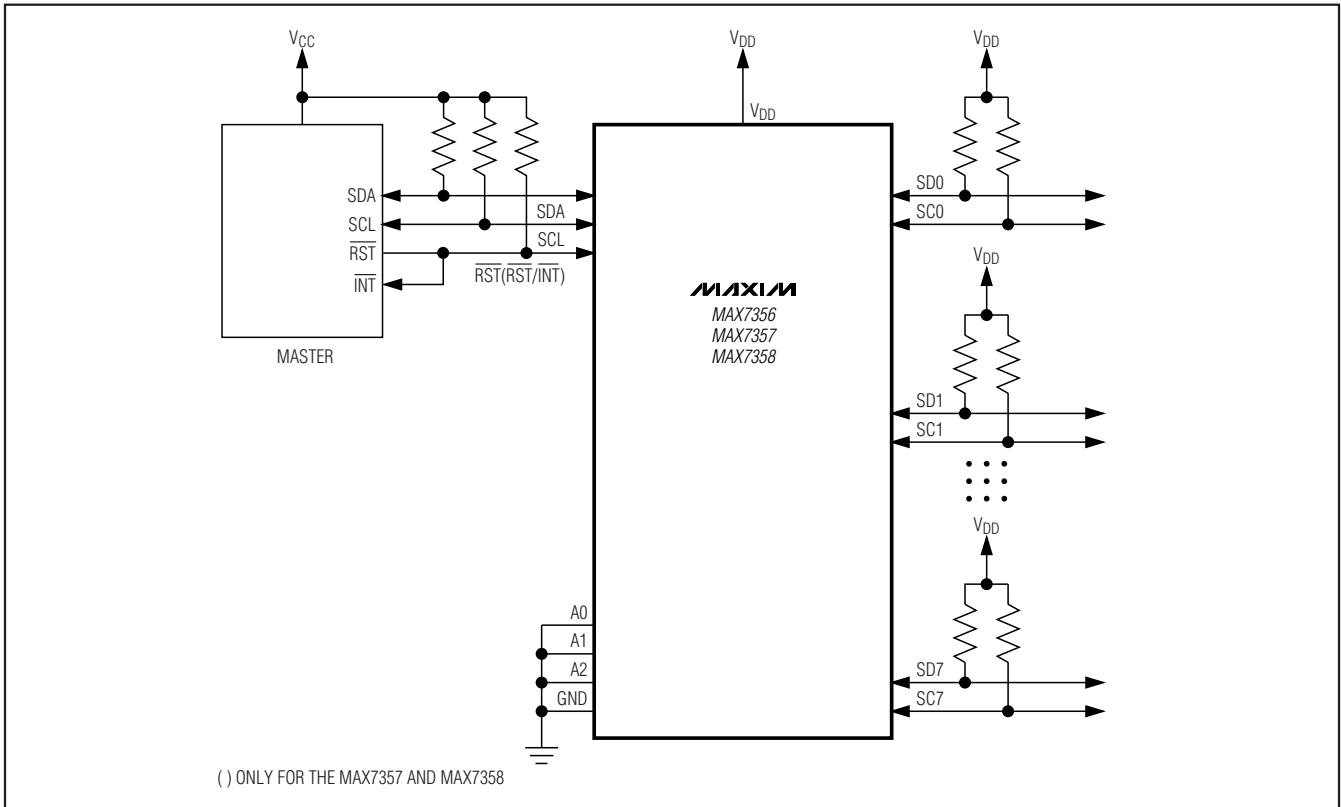 VCC
VDD
VDD
VDD
SDA
SCL
RST
INT
MASTER
SDA
SCL
RST(RST/INT)
MAXIM
MAX7356
MAX7357
MAX7358
SD0
SC0
VDD
SD1
SC1
VDD
SD7
SC7
A0
A1
A2
GND
( ) ONLY FOR THE MAX7357 AND MAX7358